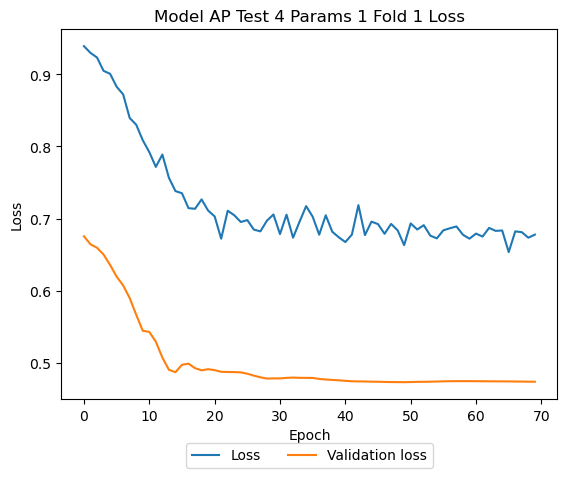 Model AP Test 4 Params 1 Fold 1 Loss
0.9
0.8
0.7
0.6
0.5
Loss
0 10 20 30 40 50 60 70
Epoch
Loss Validation loss